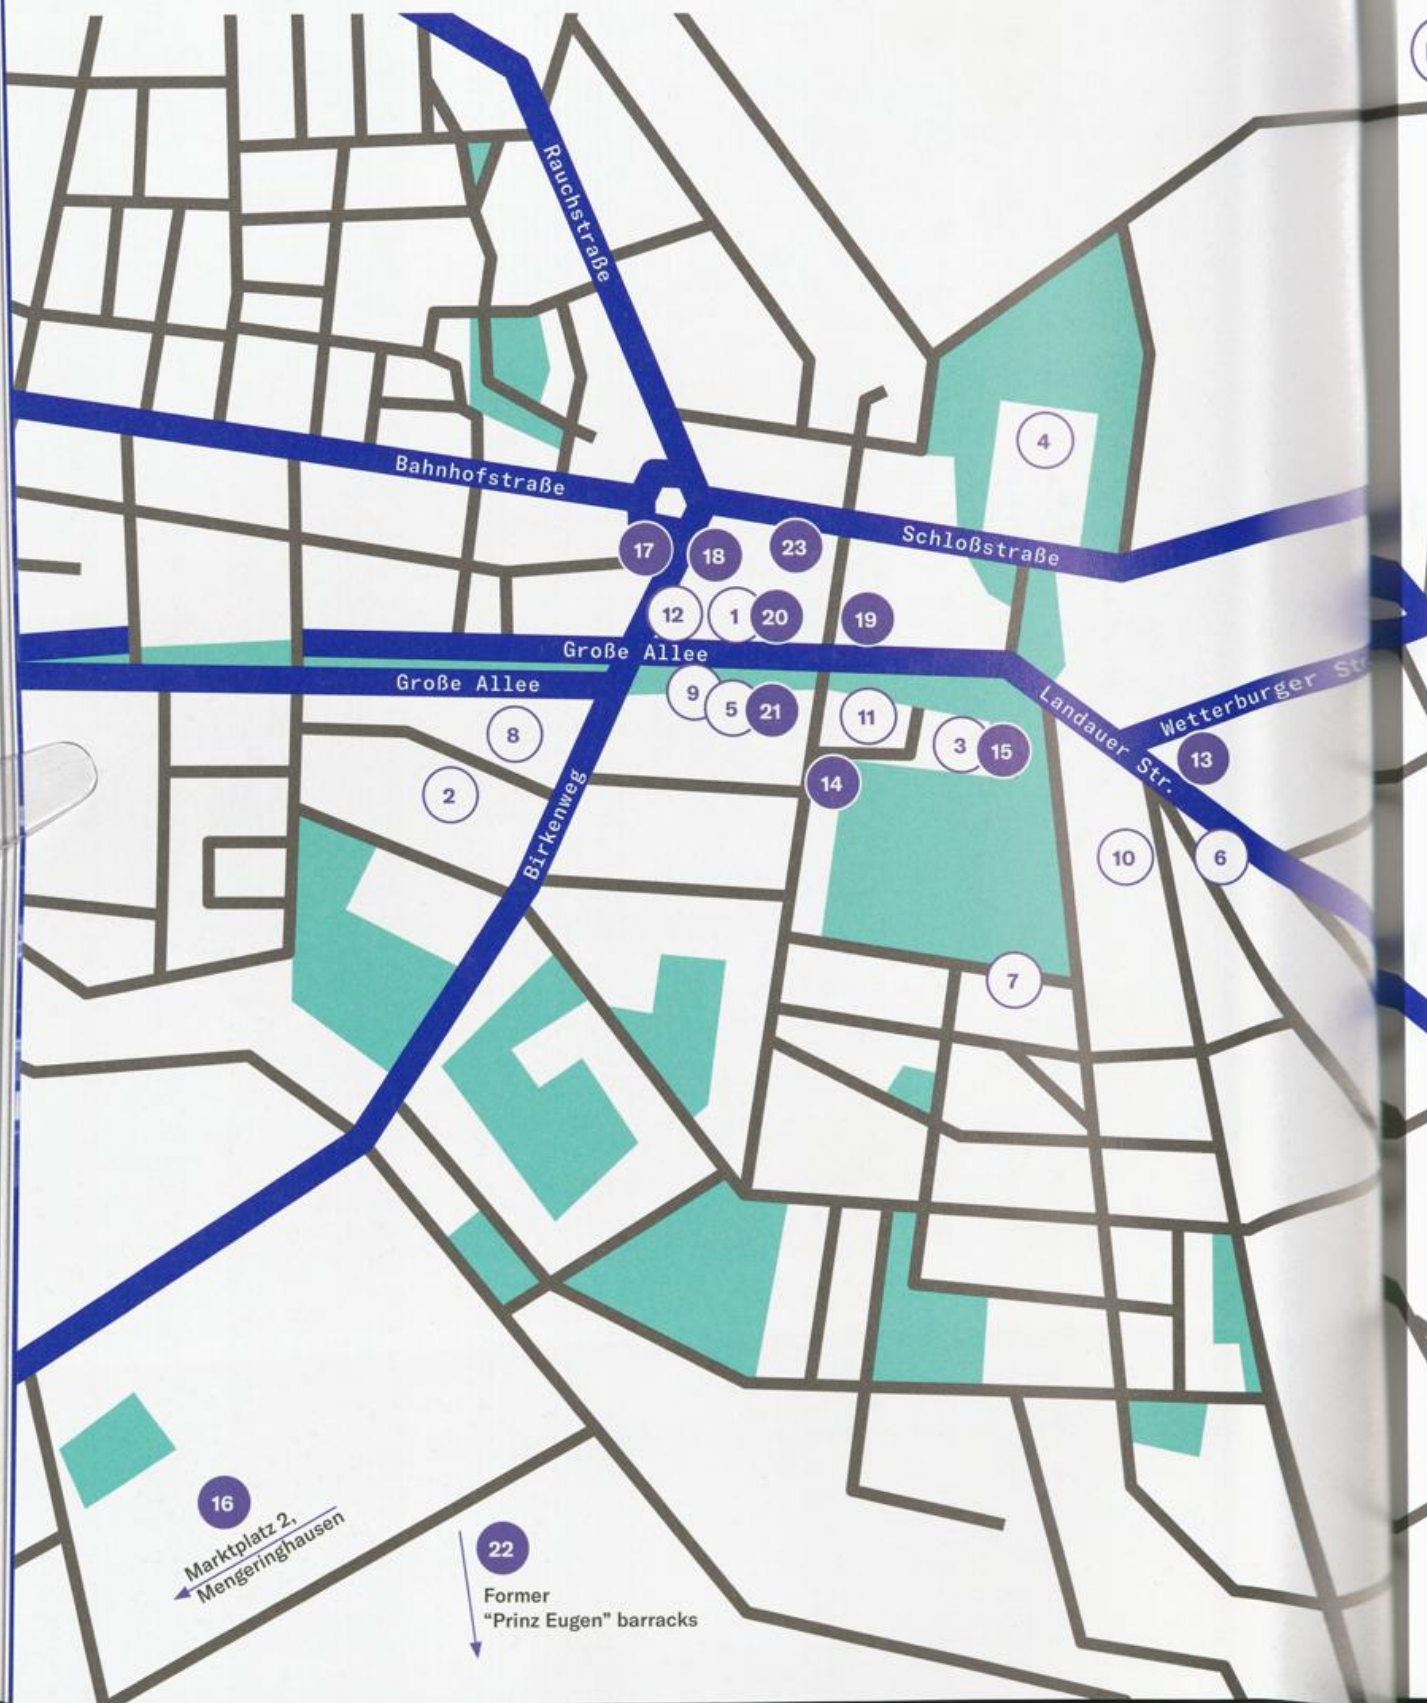 Rauchstraße
4
Bahnhofstraße
Schloßstraße
17
18
23
12
1
20
19
Große Allee
Große Allee
9
5
21
11
8
3
15
Landauer Str.
Wetterburger Str.
13
14
2
Birkenweg
10
6
7
16
Marktplatz 2,
Mengeringhausen
22
Former
“Prinz Eugen” barracks